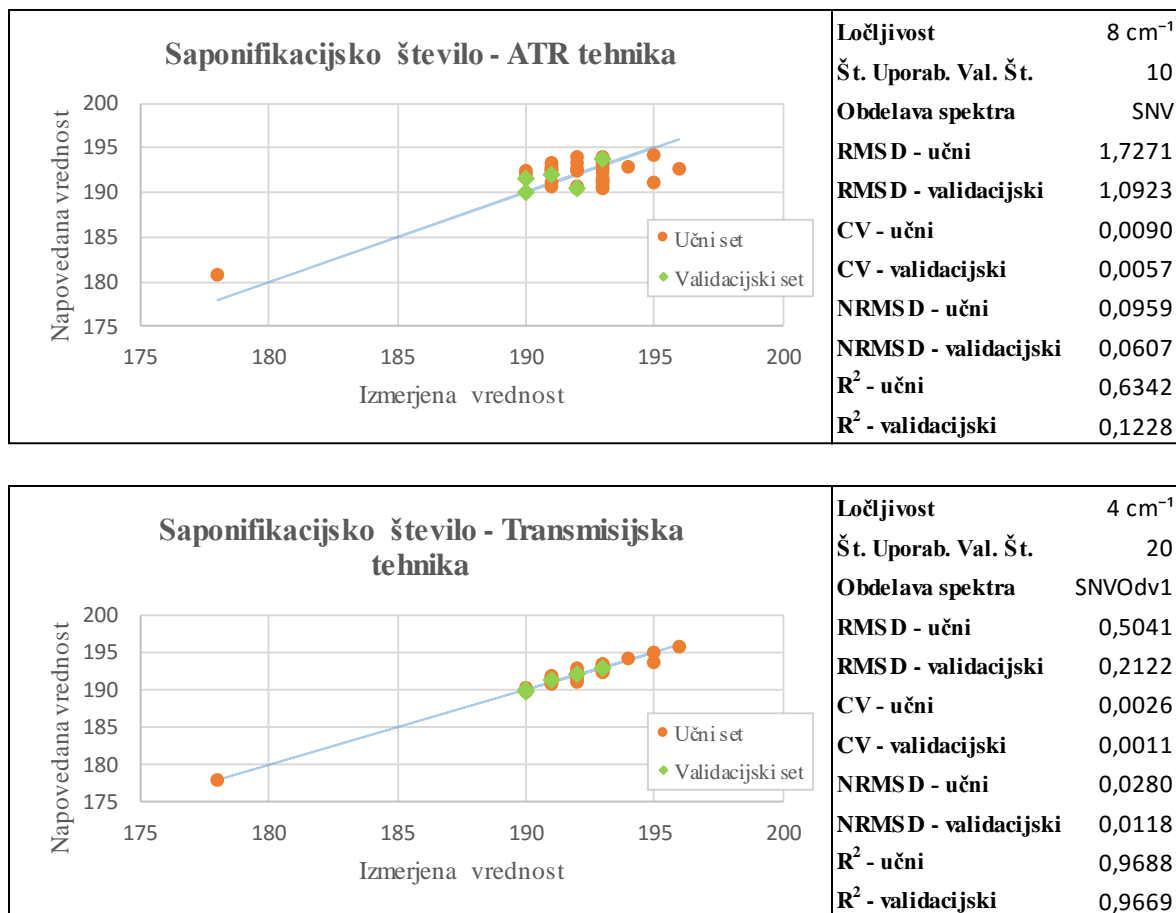 Saponifikacijsko število - ATR tehnika
Napovedana vrednost
200
195
190
185
180
175
175 180 185 190 195 200
Izmerjena vrednost
Učni set
Validacijski set
Ločljivost 8 cm⁻¹
Št. Uporab. Val. Št. 10
Obdelava spektra SNV
RMSD - učni 1,7271
RMSD - validacijski 1,0923
CV - učni 0,0090
CV - validacijski 0,0057
NRMSD - učni 0,0959
NRMSD - validacijski 0,0607
R² - učni 0,6342
R² - validacijski 0,1228
Saponifikacijsko število - Transmisijska
tehnika
Napovedana vrednost
200
195
190
185
180
175
175 180 185 190 195 200
Izmerjena vrednost
Učni set
Validacijski set
Ločljivost 4 cm⁻¹
Št. Uporab. Val. Št. 20
Obdelava spektra SNVOdv1
RMSD - učni 0,5041
RMSD - validacijski 0,2122
CV - učni 0,0026
CV - validacijski 0,0011
NRMSD - učni 0,0280
NRMSD - validacijski 0,0118
R² - učni 0,9688
R² - validacijski 0,9669